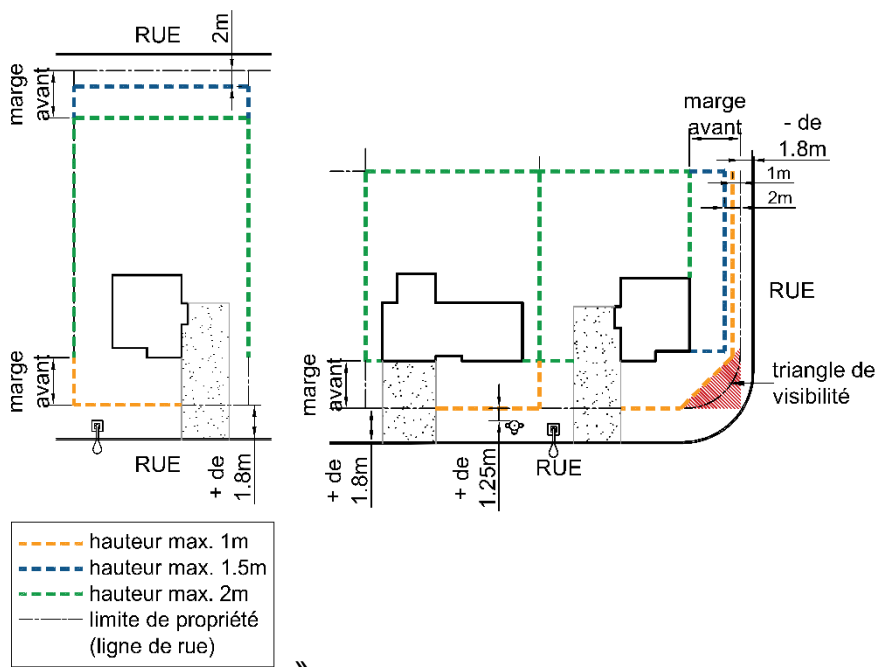 RUE
2m
marge
avant
marge
avant
RUE
+ de
1.8m
marge
avant
- de
1.8m
1m
2m
RUE
triangle de
visibilité
marge
avant
+ de
1.8m
+ de
1.25m
RUE
hauteur max. 1m
hauteur max. 1.5m
hauteur max. 2m
limite de propriété
(ligne de rue)
»